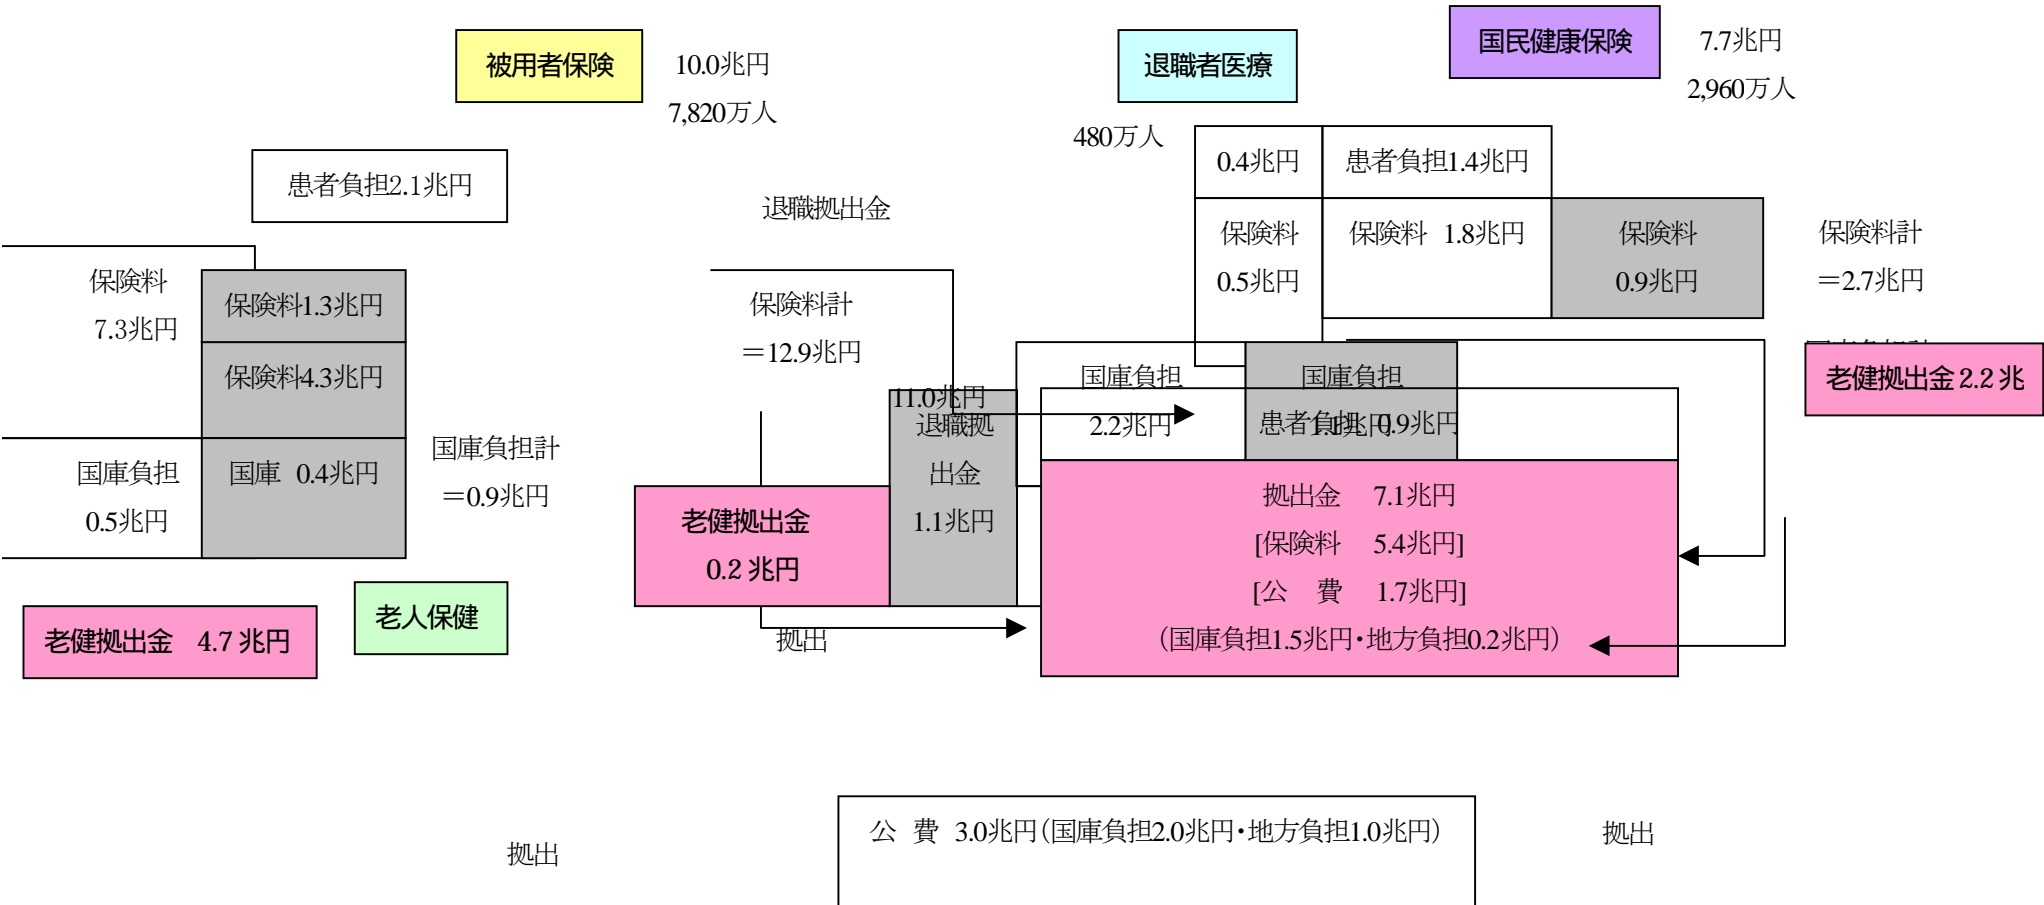 被用者保険
10.0兆円
7,820万人
退職者医療
480万人
国民健康保険
7.7兆円
2,960万人
患者負担2.1兆円
退職拠出金
0.4兆円
患者負担1.4兆円
保険料
0.5兆円
保険料 1.8兆円
保険料
0.9兆円
保険料計
＝2.7兆円
保険料
7.3兆円
保険料1.3兆円
保険料4.3兆円
国庫負担
0.5兆円
国庫 0.4兆円
国庫負担計
＝0.9兆円
保険料計
＝12.9兆円
11.0兆円
退職拠
出金
1.1兆円
国庫負担
2.2兆円
国庫負担
1.1兆円
患者負担 0.9兆円
老健拠出金2.2兆
老健拠出金
0.2兆円
拠出金 7.1兆円
[保険料 5.4兆円]
[公 費 1.7兆円]
（国庫負担1.5兆円・地方負担0.2兆円）
老健拠出金 4.7兆円
老人保健
拠出
公 費 3.0兆円（国庫負担2.0兆円・地方負担1.0兆円）
拠出
拠出